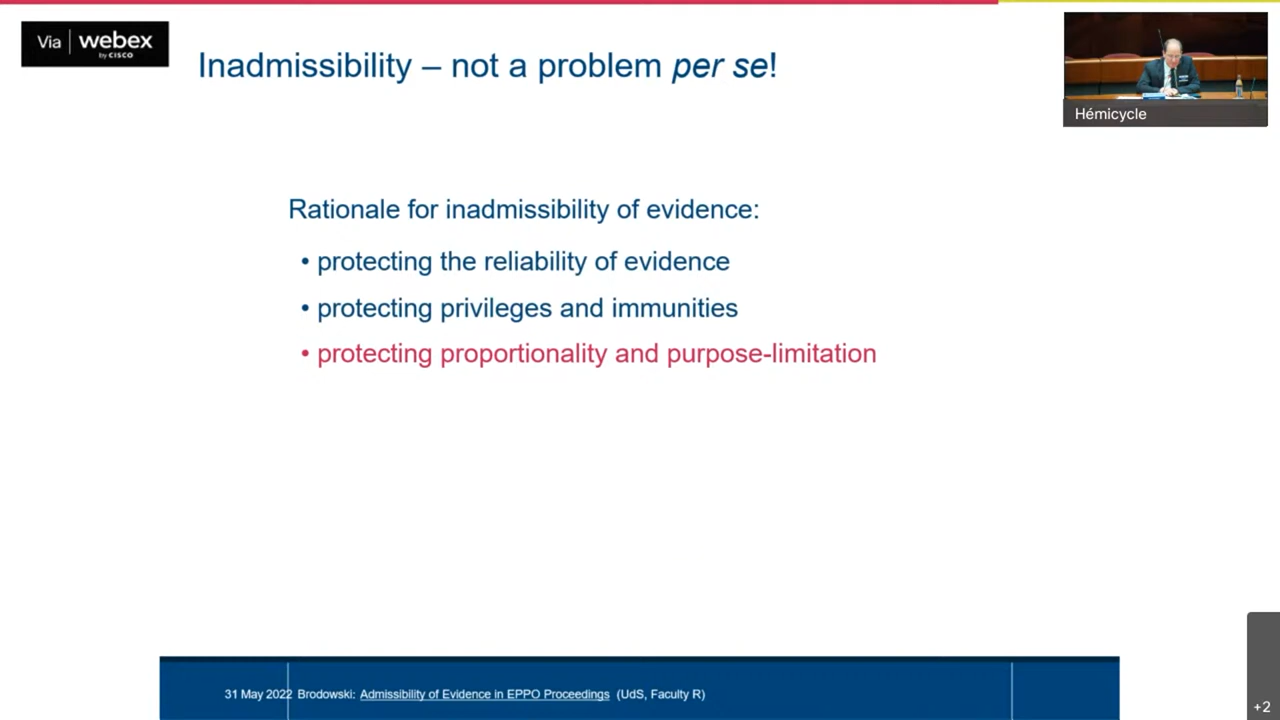 Via webex
by CISCO
Inadmissibility – not a problem per se!
Hémicycle
Rationale for inadmissibility of evidence:
• protecting the reliability of evidence
• protecting privileges and immunities
• protecting proportionality and purpose-limitation
31 May 2022 Brodowski: Admissibility of Evidence in EPPO Proceedings (UdS, Faculty R)
+2